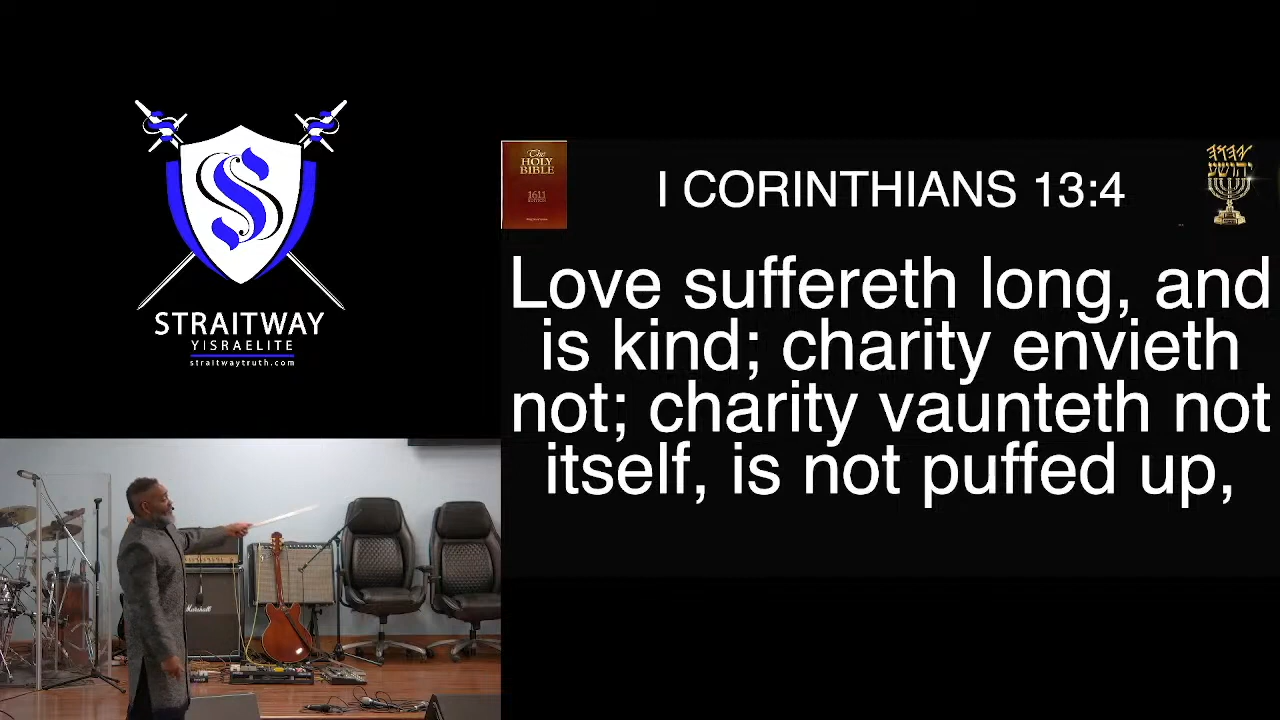 STRAITWAY
YISRAELITE
straitwaytruth.com
The
HOLY
BIBLE
1611
I CORINTHIANS 13:4
יהושע
Love suffereth long, and
is kind; charity envieth
not; charity vaunteth not
itself, is not puffed up,
Marshall